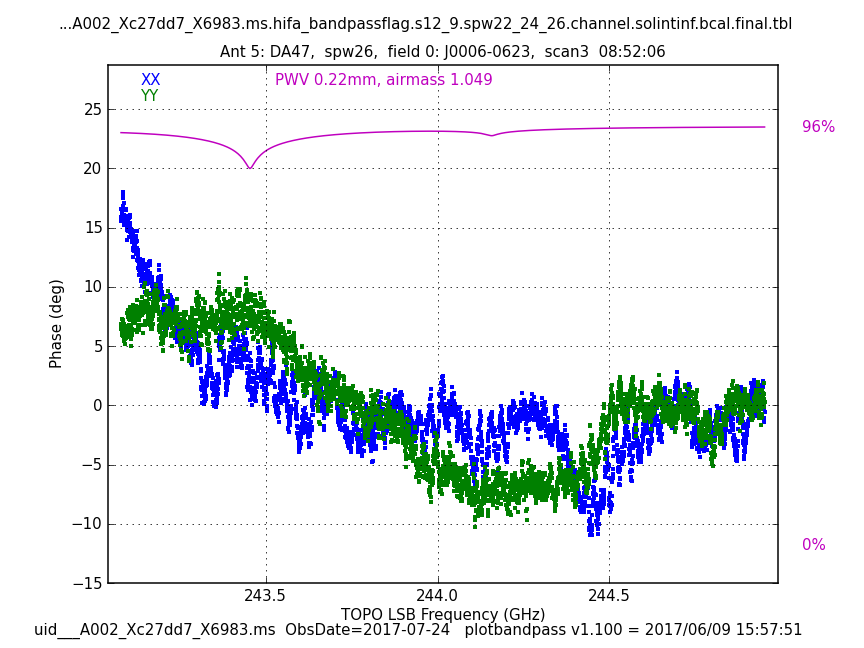 ...A002_Xc27dd7_X6983.ms.hifa_bandpassflag.s12_9.spw22_24_26.channel.solintinf.bcal.final.tbl
Ant 5: DA47,  spw26,  field 0: J0006-0623,  scan3  08:52:06
XX
PWV 0.22mm, airmass 1.049
YY
25
96%
20
15
10
5
0
−5
−10
0%
−15
Phase (deg)
243.5
244.0
244.5
TOPO LSB Frequency (GHz)
uid___A002_Xc27dd7_X6983.ms  ObsDate=2017-07-24   plotbandpass v1.100 = 2017/06/09 15:57:51